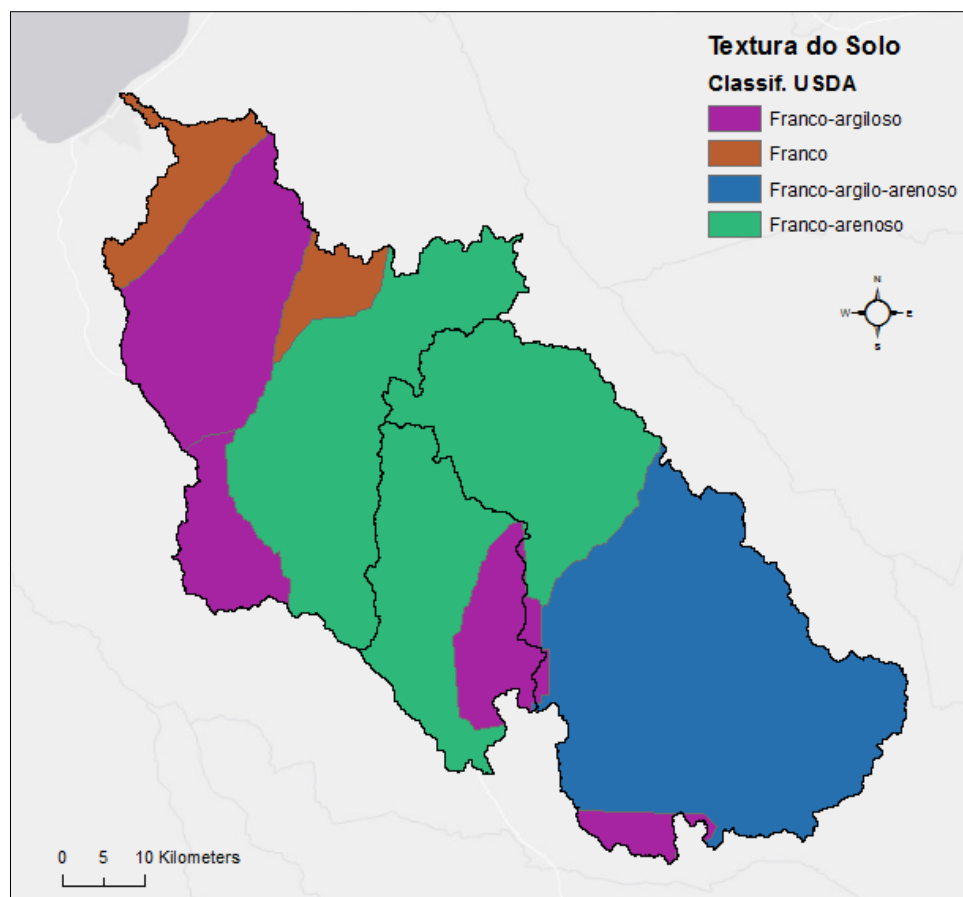 Textura do Solo
Classif. USDA
Franco-argiloso
Franco
Franco-argilo-arenoso
Franco-arenoso
N
W E
S
0 5 10 Kilometers